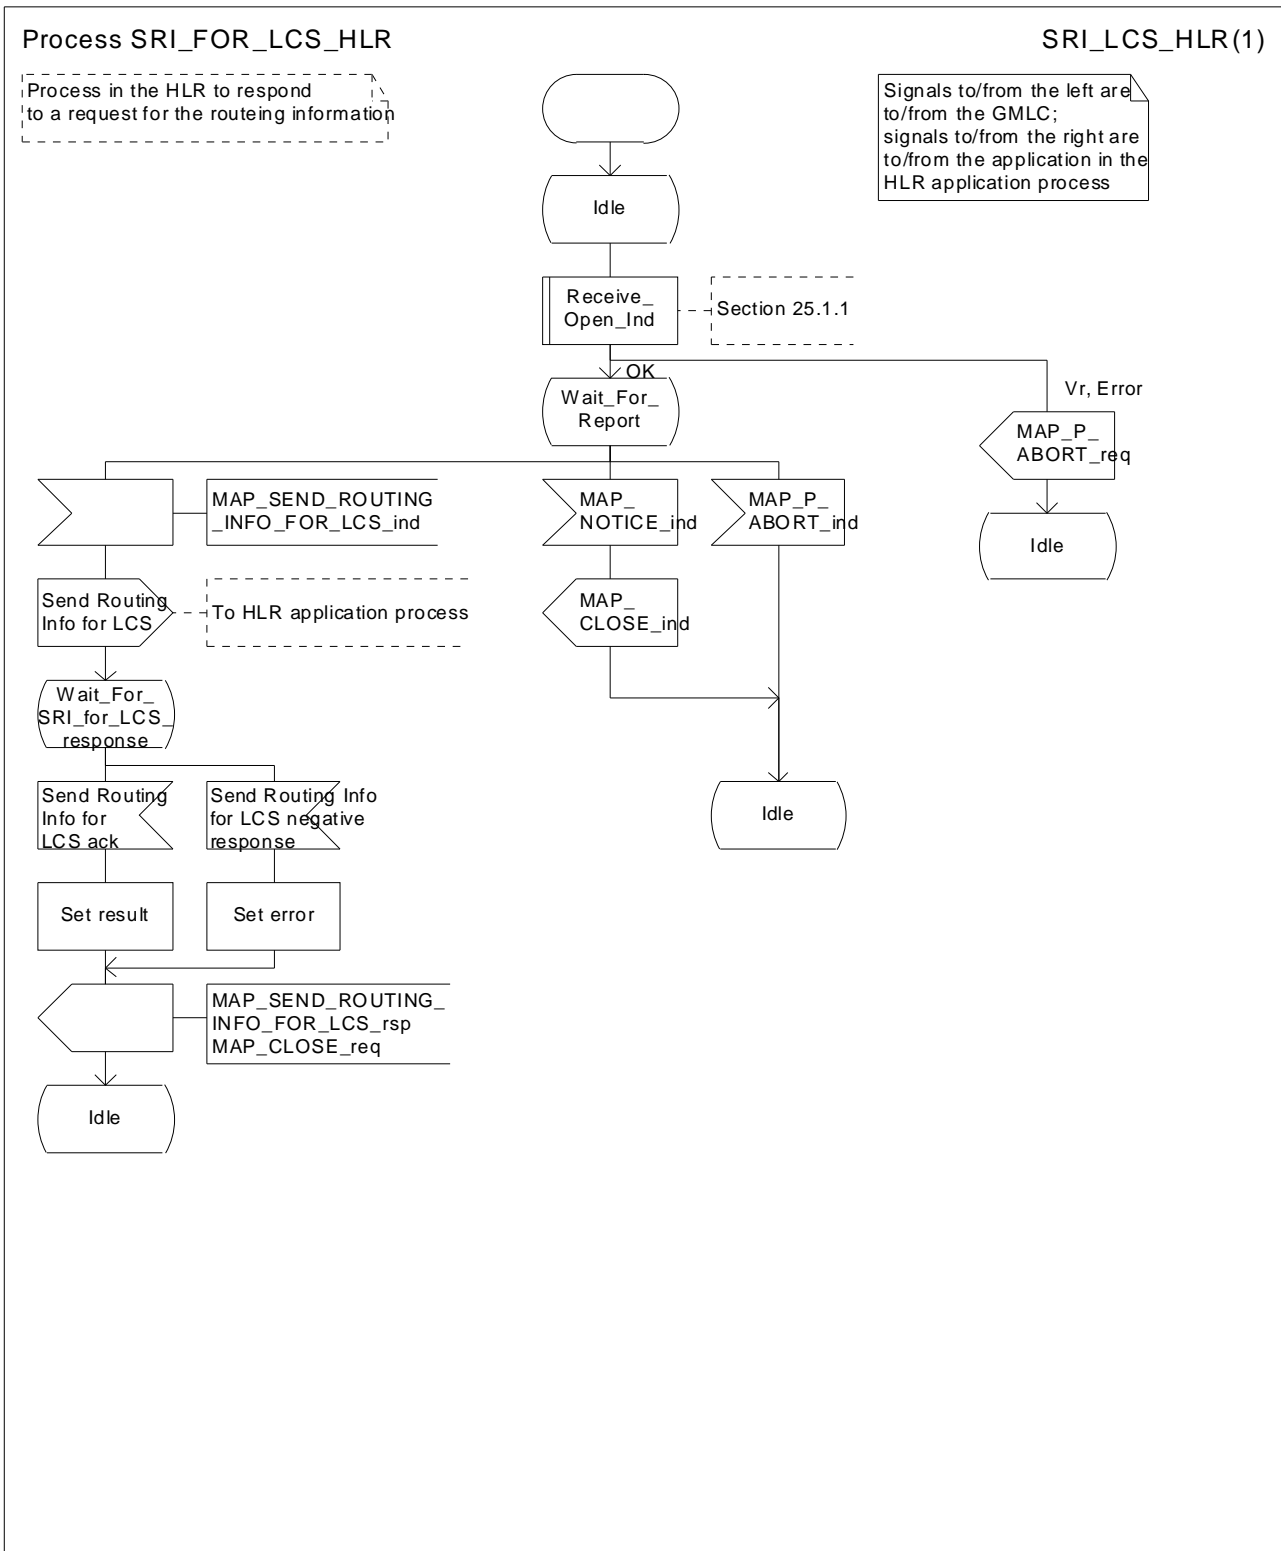 Process SRI_FOR_LCS_HLR
SRI_LCS_HLR(1)
Process in the HLR to respond
to a request for the routeing information
Signals to/from the left are
to/from the GMLC;
signals to/from the right are
to/from the application in the
HLR application process
Idle
Receive_
Open_Ind
Section 25.1.1
OK
Vr, Error
Wait_For_
Report
MAP_P_
ABORT_req
Idle
MAP_SEND_ROUTING
_INFO_FOR_LCS_ind
MAP_
NOTICE_ind
MAP_P_
ABORT_ind
Send Routing
Info for LCS
To HLR application process
MAP_
CLOSE_ind
Wait_For_
SRI_for_LCS_
response
Send Routing
Info for
LCS ack
Send Routing Info
for LCS negative
response
Idle
Set result
Set error
MAP_SEND_ROUTING_
INFO_FOR_LCS_rsp
MAP_CLOSE_req
Idle